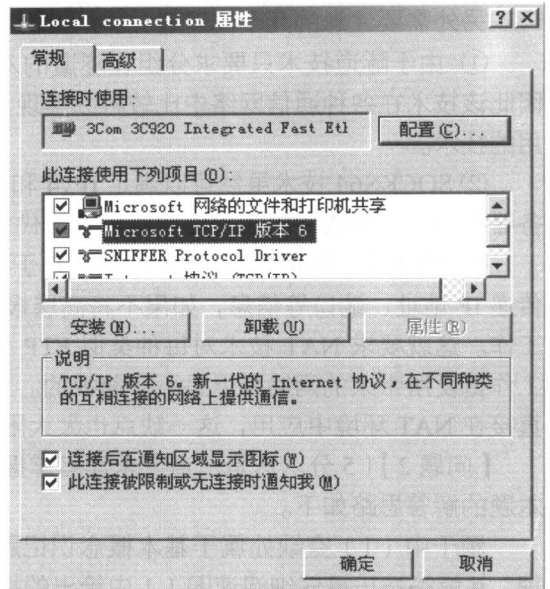 Local connection 属性
常规 高级
连接时使用:
3Com 3C920 Integrated Fast Etl
配置(C)...
此连接使用下列项目(O):
Microsoft 网络的文件和打印机共享
Microsoft TCP/IP 版本 6
SNIFFER Protocol Driver
Internet 协议 (TCP/IP)
安装(N)... 卸载(U) 属性(R)
说明
TCP/IP 版本 6。新一代的 Internet 协议，在不同种类
的互相连接的网络上提供通信。
连接后在通知区域显示图标(W)
此连接被限制或无连接时通知我(M)
确定 取消